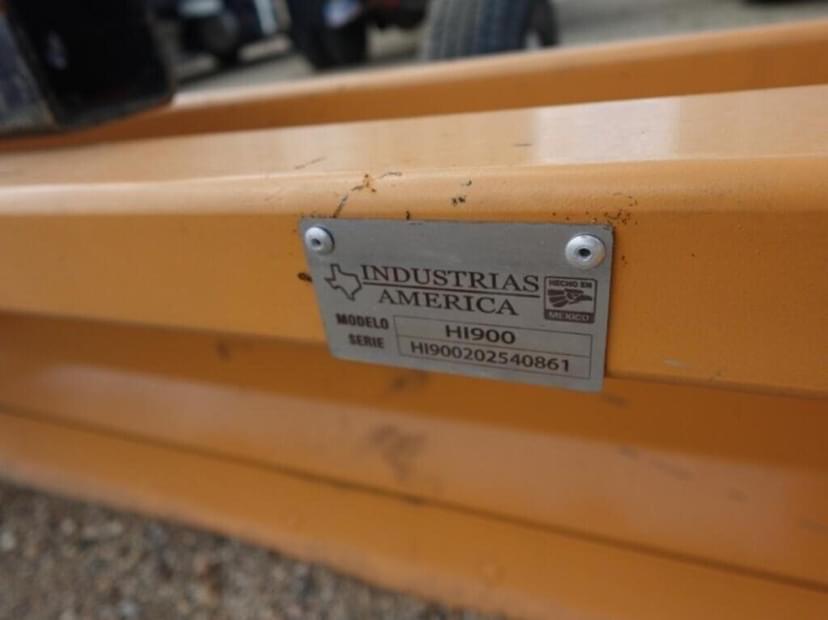 INDUSTRIAS
AMERICA
HECHO EN
MEXICO
MODELO HI900
SERIE HI900202540861